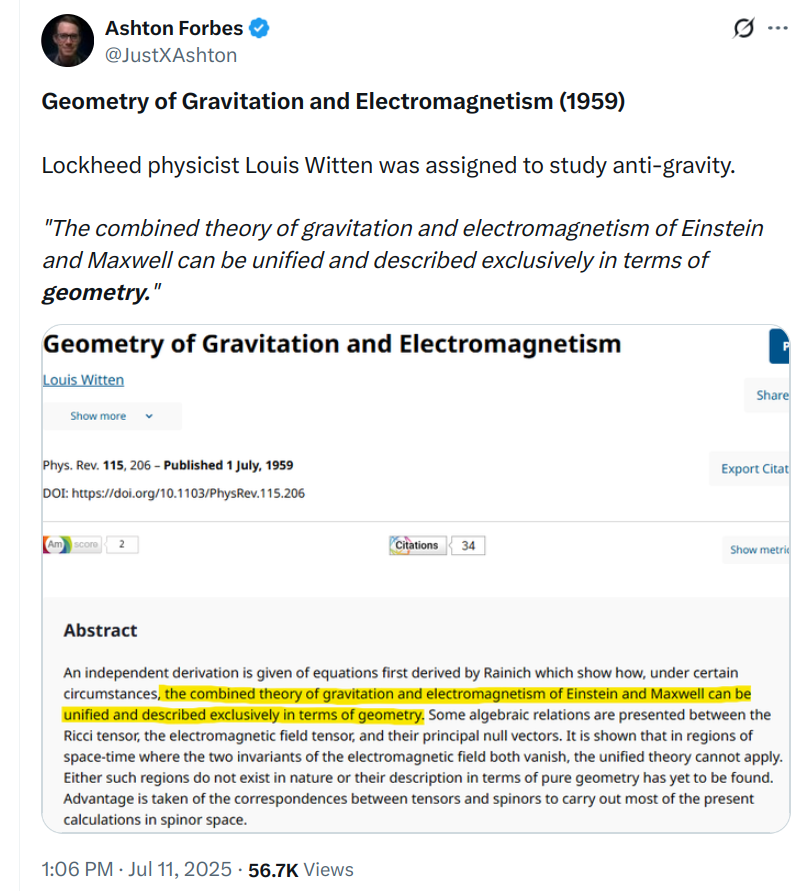 Ashton Forbes
@JustXAshton
Geometry of Gravitation and Electromagnetism (1959)
Lockheed physicist Louis Witten was assigned to study anti-gravity.
"The combined theory of gravitation and electromagnetism of Einstein
and Maxwell can be unified and described exclusively in terms of
geometry."
Geometry of Gravitation and Electromagnetism
P
Louis Witten
Share
Show more
Phys. Rev. 115, 206 – Published 1 July, 1959
Export Citat
DOI: https://doi.org/10.1103/PhysRev.115.206
Am score 2
Citations 34
Show metric
Abstract
An independent derivation is given of equations first derived by Rainich which show how, under certain
circumstances, the combined theory of gravitation and electromagnetism of Einstein and Maxwell can be
unified and described exclusively in terms of geometry. Some algebraic relations are presented between the
Ricci tensor, the electromagnetic field tensor, and their principal null vectors. It is shown that in regions of
space-time where the two invariants of the electromagnetic field both vanish, the unified theory cannot apply.
Either such regions do not exist in nature or their description in terms of pure geometry has yet to be found.
Advantage is taken of the correspondences between tensors and spinors to carry out most of the present
calculations in spinor space.
1:06 PM · Jul 11, 2025 · 56.7K Views